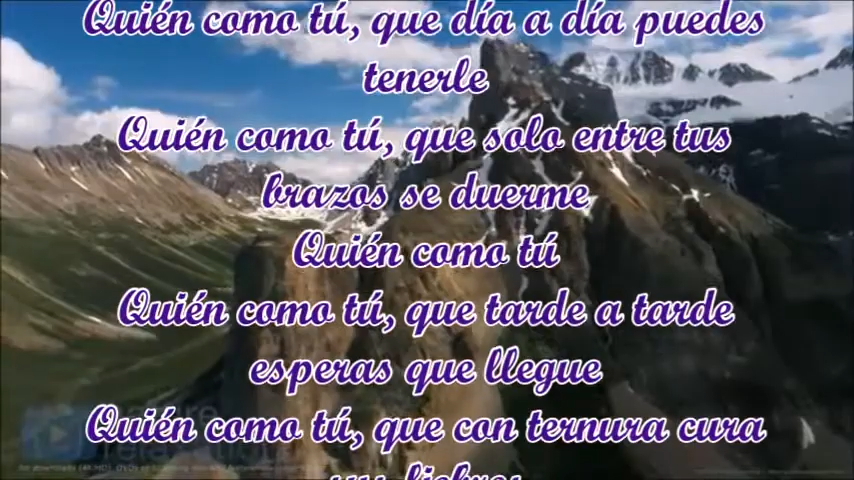 Quién como tú, que día a día puedes
tenerle
Quién como tú, que solo entre tus
brazos se duerme
Quién como tú
Quién como tú, que tarde a tarde
esperas que llegue
Quién como tú, que con ternura cura